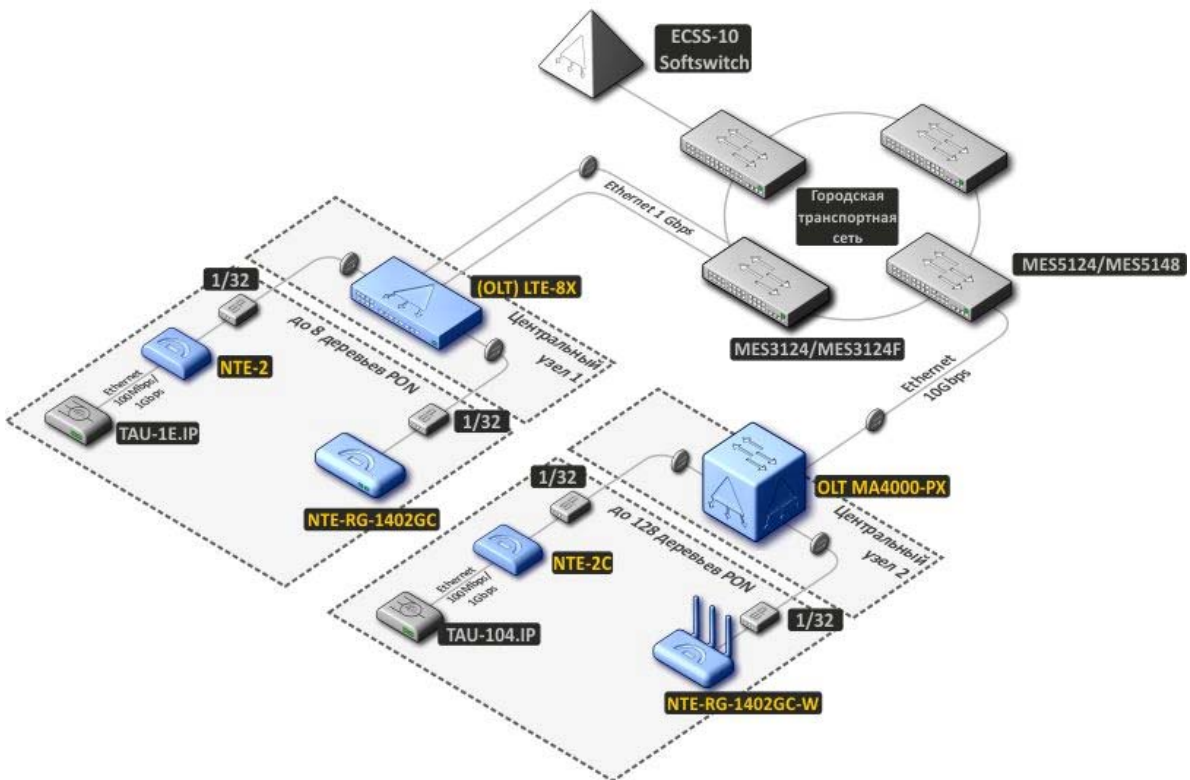 ECSS-10
Softswitch
Городская
транспортная
сеть
Ethernet 1 Gbps
MES5124/MES5148
MES3124/MES3124F
Ethernet
10Gbps
1/32
(OLT) LTE-8X
Центральный
узел 1
до 8 деревьев PON
NTE-2
Ethernet
100Mbps/
1Gbps
TAU-1E.IP
1/32
NTE-RG-1402GC
1/32
OLT MA4000-PX
Центральный
узел 2
до 128 деревьев PON
NTE-2C
Ethernet
100Mbps/
1Gbps
TAU-104.IP
1/32
NTE-RG-1402GC-W